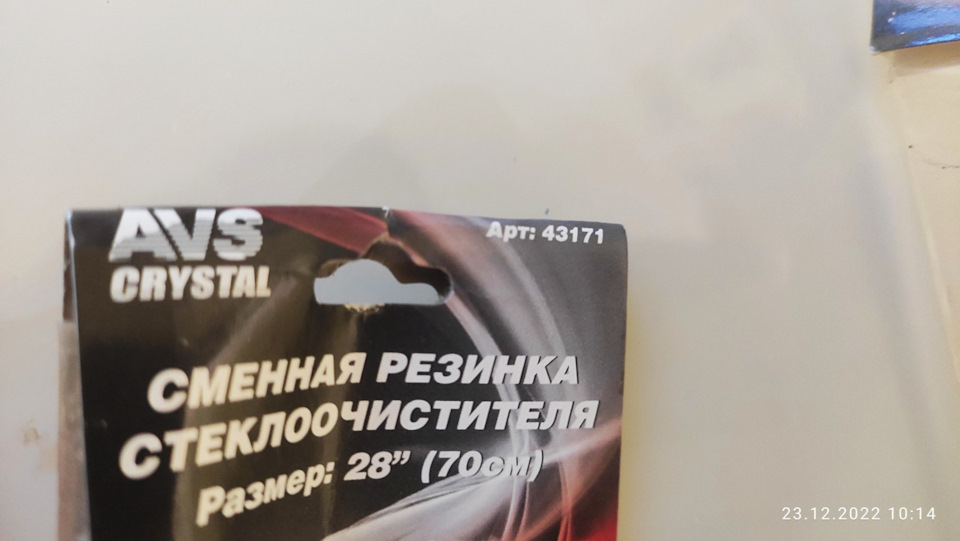 AVS
CRYSTAL
Арт: 43171
СМЕННАЯ РЕЗИНКА
СТЕКЛООЧИСТИТЕЛЯ
Размер: 28” (70см)
23.12.2022 10:14